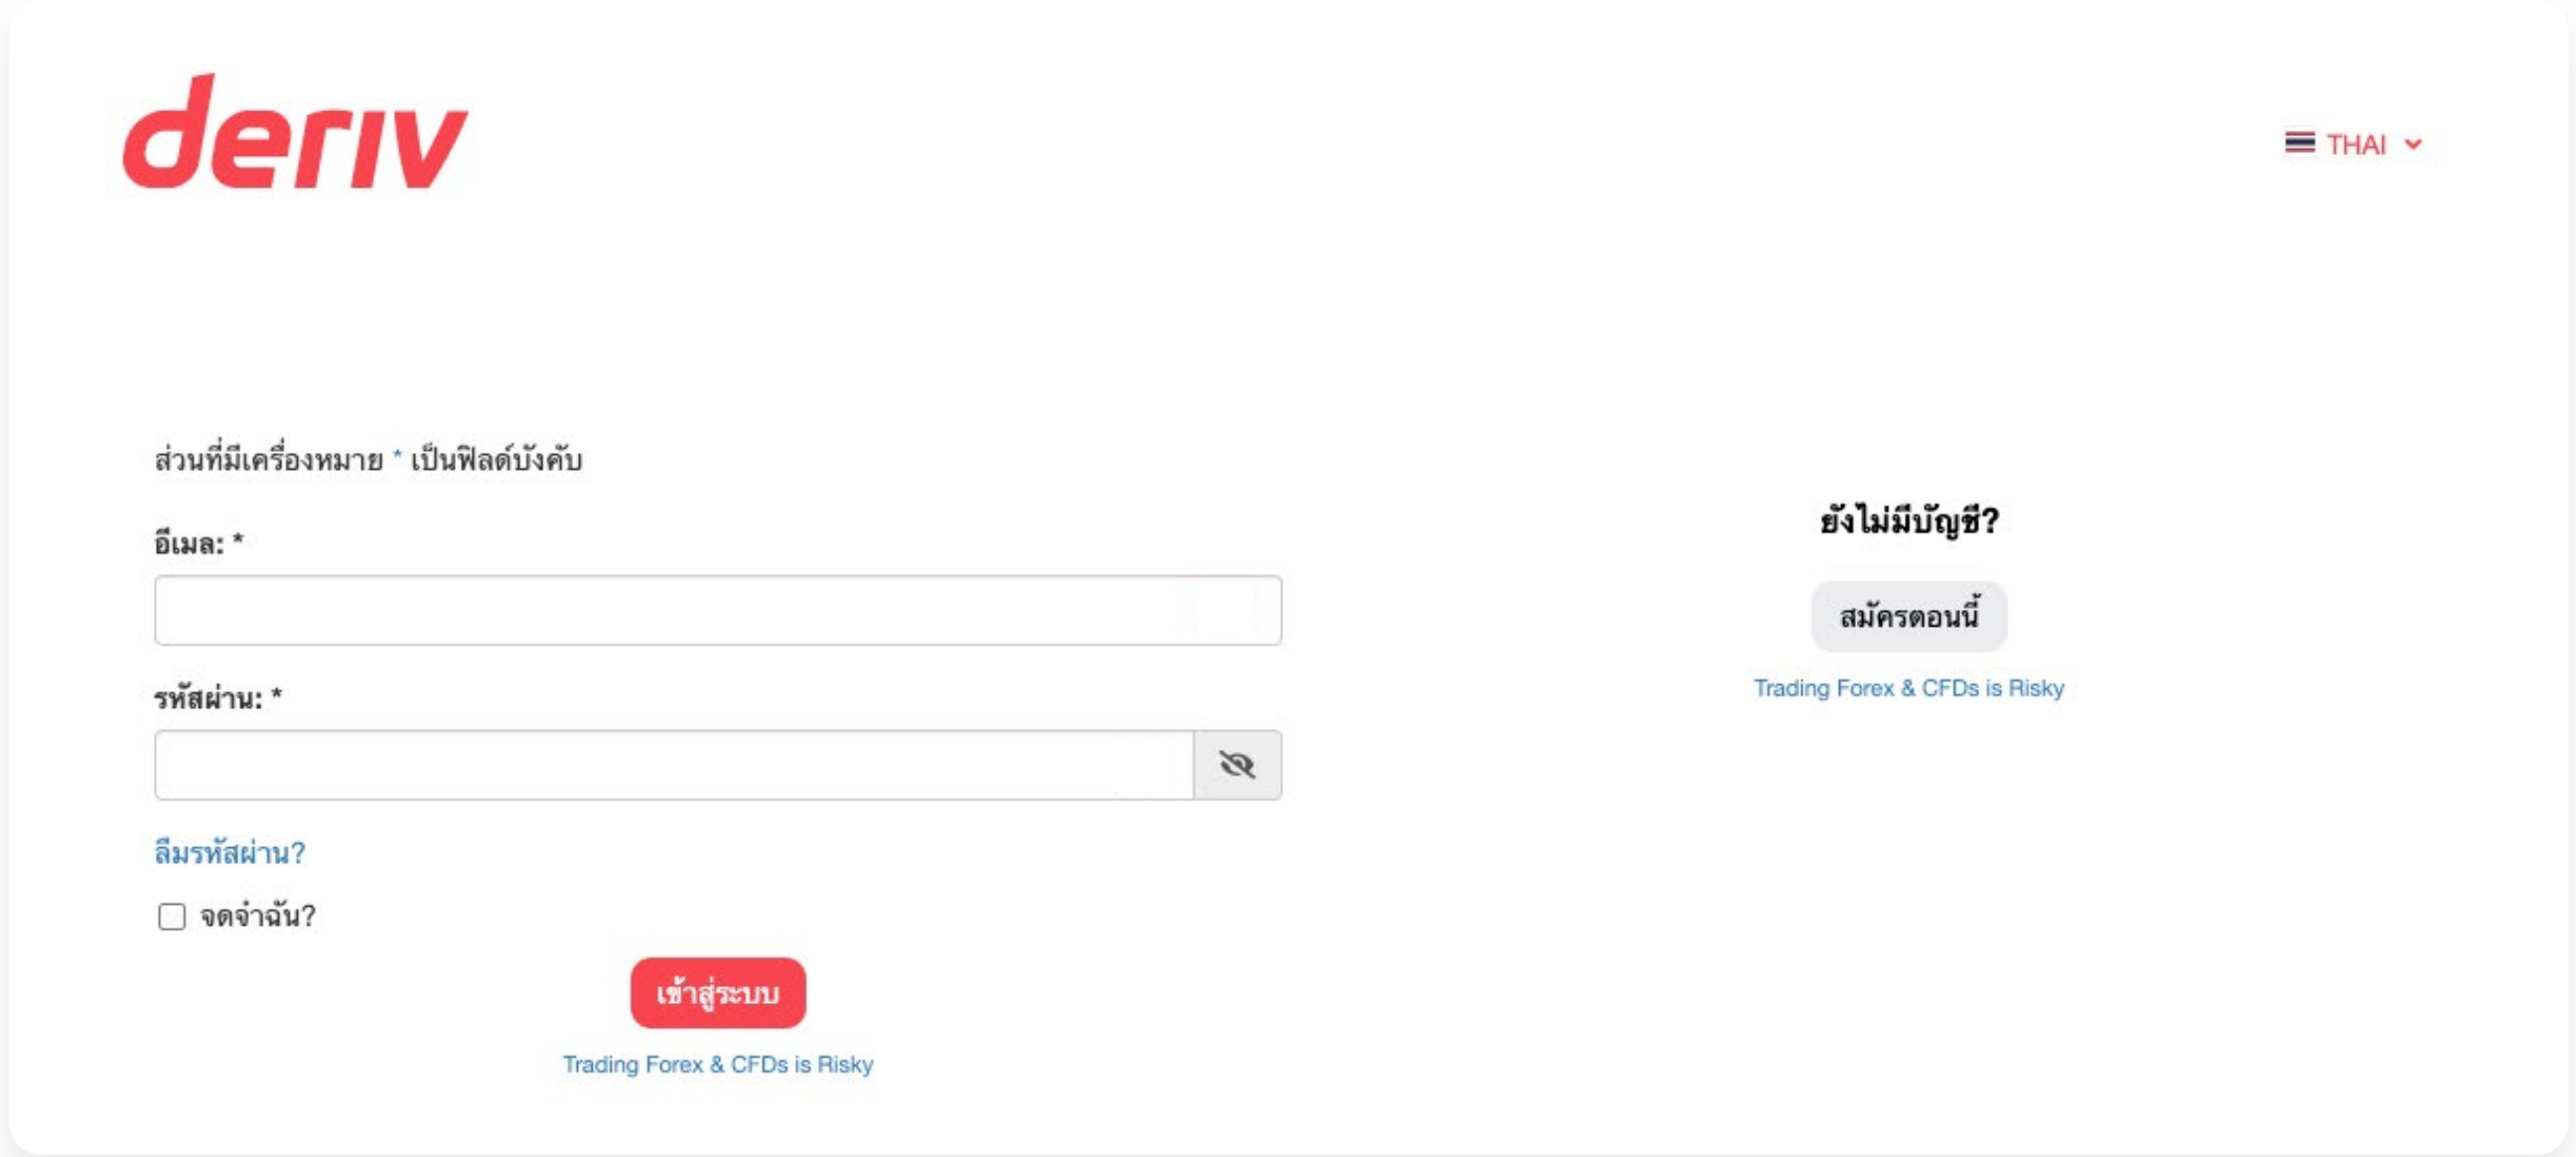 deriv
THAI
ส่วนที่มีเครื่องหมาย * เป็นฟิลด์บังคับ
อีเมล: *
รหัสผ่าน: *
ลืมรหัสผ่าน?
จดจำฉัน?
เข้าสู่ระบบ
Trading Forex & CFDs is Risky
ยังไม่มีบัญชี?
สมัครตอนนี้
Trading Forex & CFDs is Risky